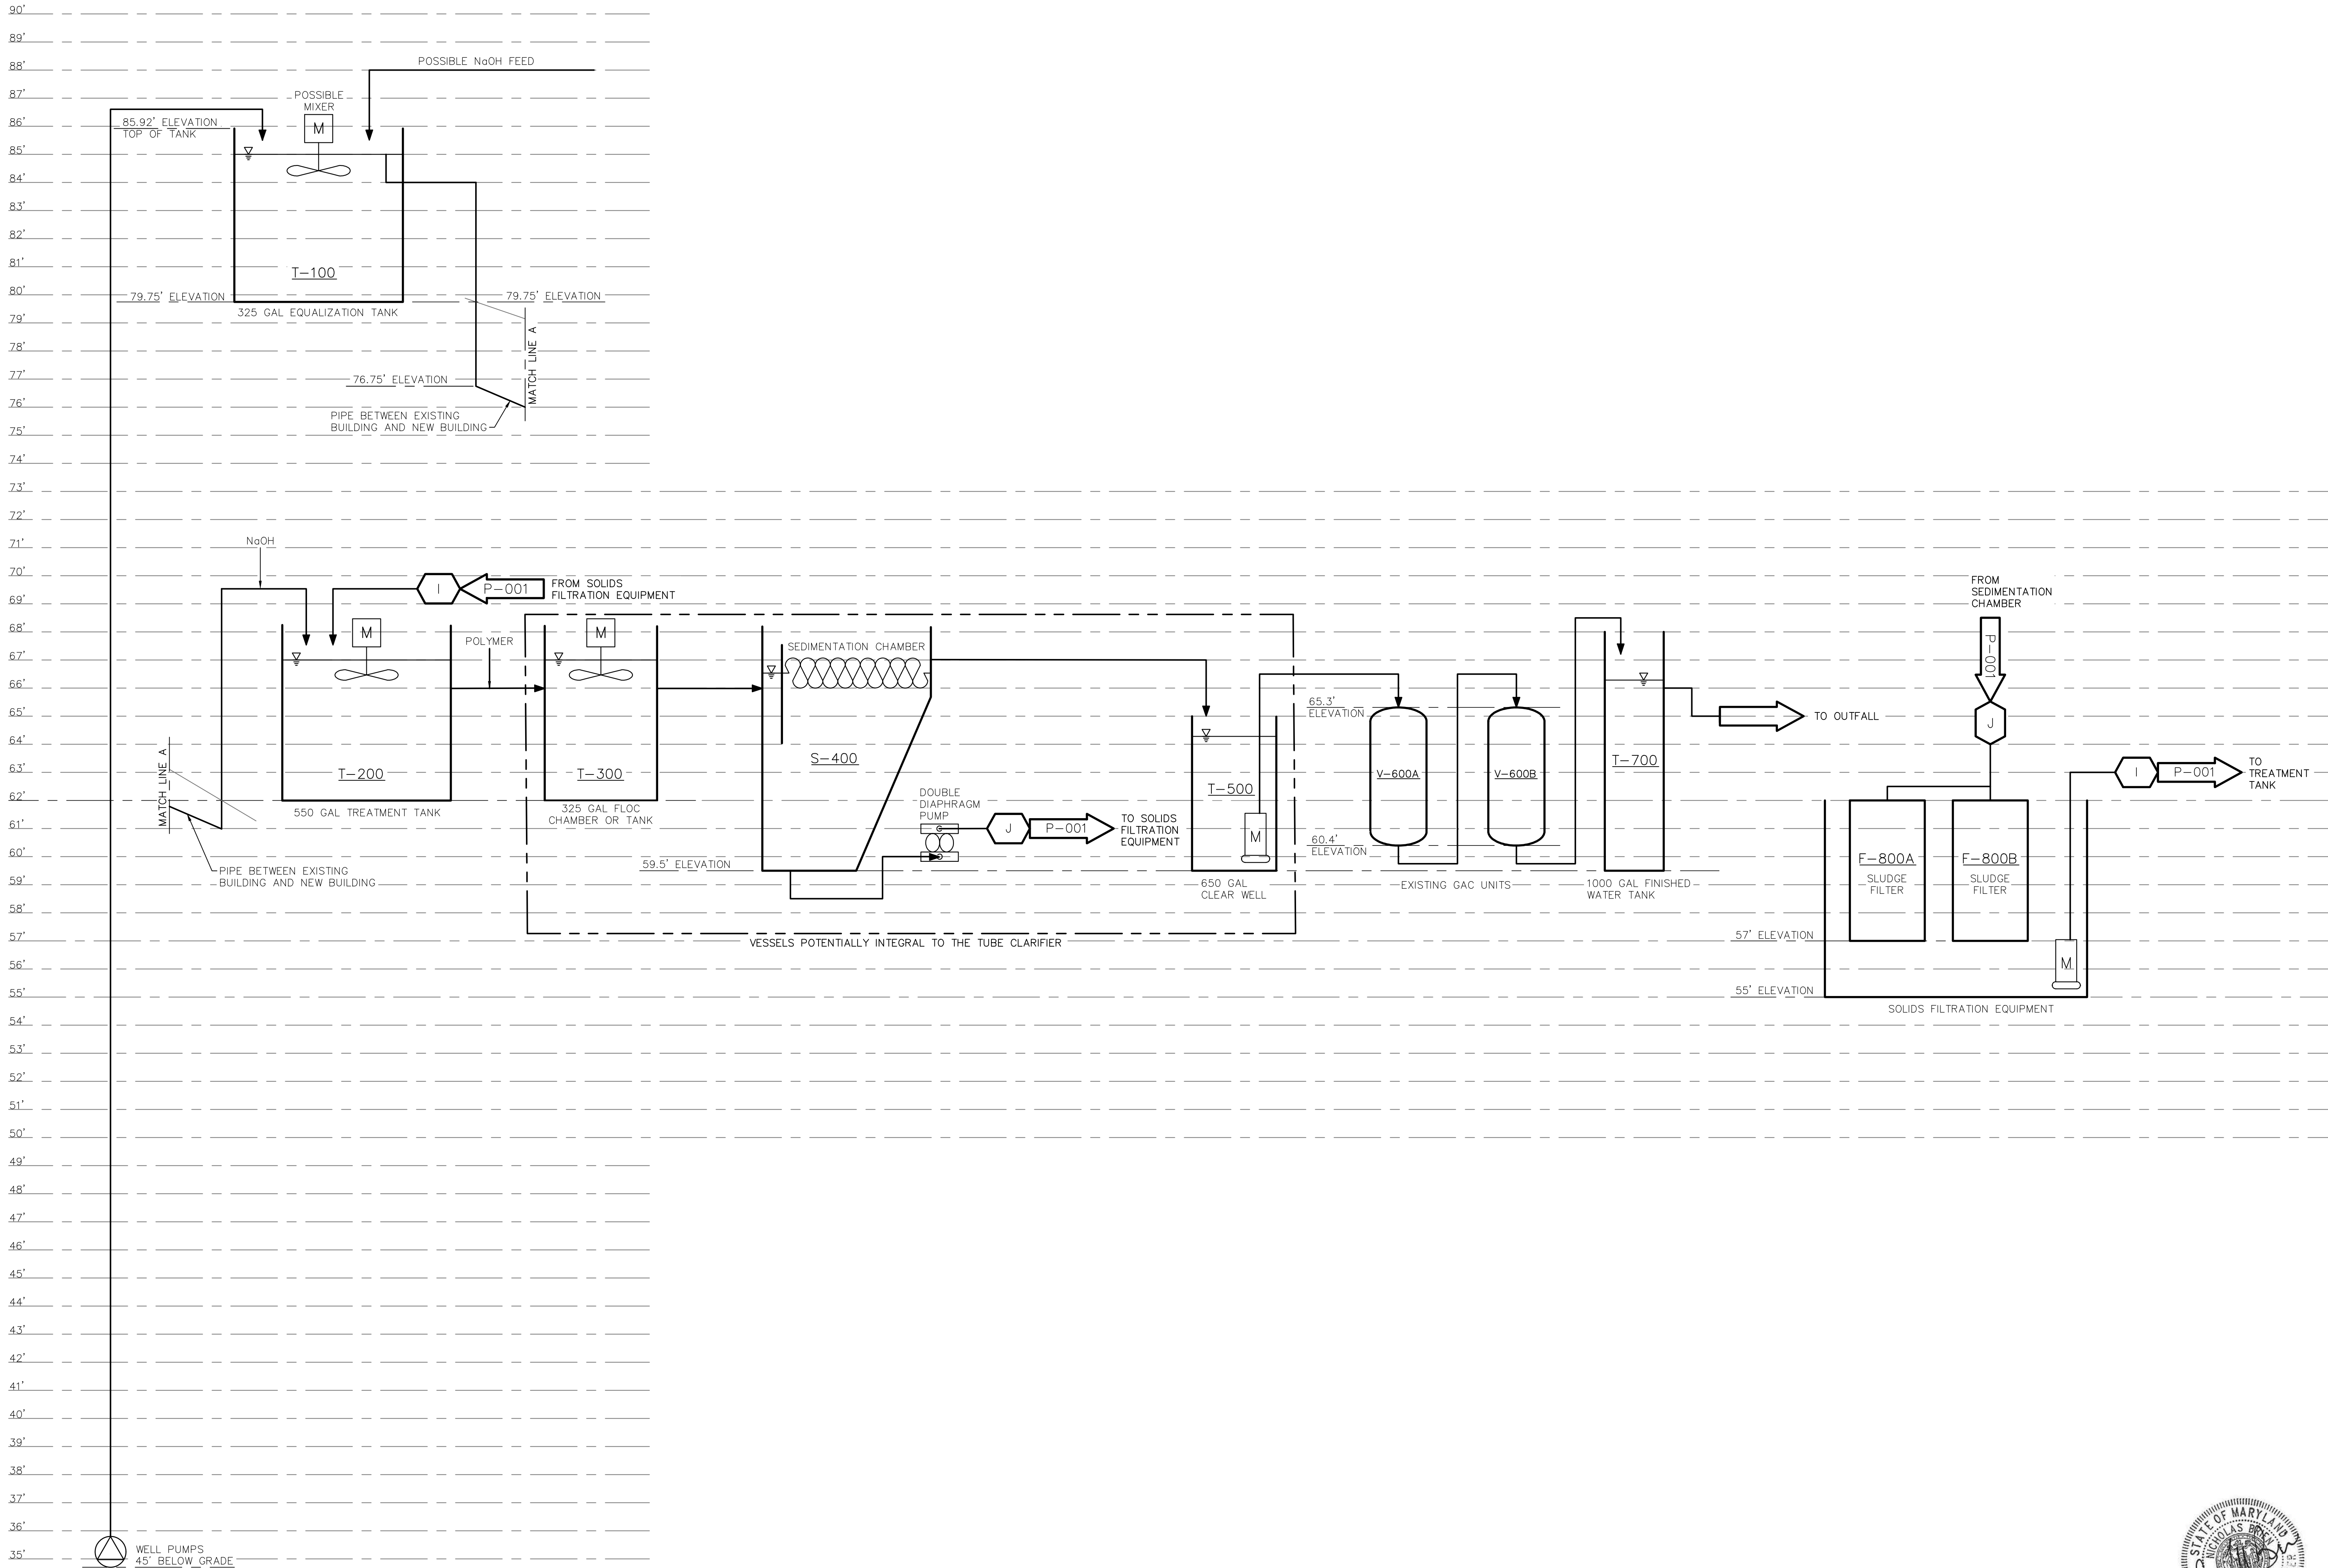 90'
89'
88'
POSSIBLE NaOH FEED
87'
POSSIBLE
MIXER
86'
85.92' ELEVATION
TOP OF TANK
M
85'
84'
83'
82'
81'
T-100
80'
79.75' ELEVATION
79.75' ELEVATION
79'
325 GAL EQUALIZATION TANK
78'
MATCH LINE A
77'
76.75' ELEVATION
76'
PIPE BETWEEN EXISTING
BUILDING AND NEW BUILDING
75'
74'
73'
72'
71'
NaOH
70'
I
P-001
FROM SOLIDS
FILTRATION EQUIPMENT
FROM
SEDIMENTATION
CHAMBER
69'
68'
M
POLYMER
M
SEDIMENTATION CHAMBER
P-001
67'
66'
65'
65.3'
ELEVATION
TO OUTFALL
J
64'
MATCH LINE A
63'
T-200
T-300
S-400
T-500
V-600A
V-600B
T-700
I
P-001
TO
TREATMENT
TANK
62'
550 GAL TREATMENT TANK
325 GAL FLOC
CHAMBER OR TANK
DOUBLE
DIAPHRAGM
PUMP
J
P-001
TO SOLIDS
FILTRATION
EQUIPMENT
M
61'
60.4'
ELEVATION
60'
PIPE BETWEEN EXISTING
BUILDING AND NEW BUILDING
59.5' ELEVATION
F-800A
SLUDGE
FILTER
F-800B
SLUDGE
FILTER
59'
650 GAL
CLEAR WELL
EXISTING GAC UNITS
1000 GAL FINISHED
WATER TANK
58'
57'
VESSELS POTENTIALLY INTEGRAL TO THE TUBE CLARIFIER
57' ELEVATION
56'
M
55'
55' ELEVATION
SOLIDS FILTRATION EQUIPMENT
54'
53'
52'
51'
50'
49'
48'
47'
46'
45'
44'
43'
42'
41'
40'
39'
38'
37'
36'
35'
WELL PUMPS
45' BELOW GRADE
STATE OF MARYLAND
NICHOLAS